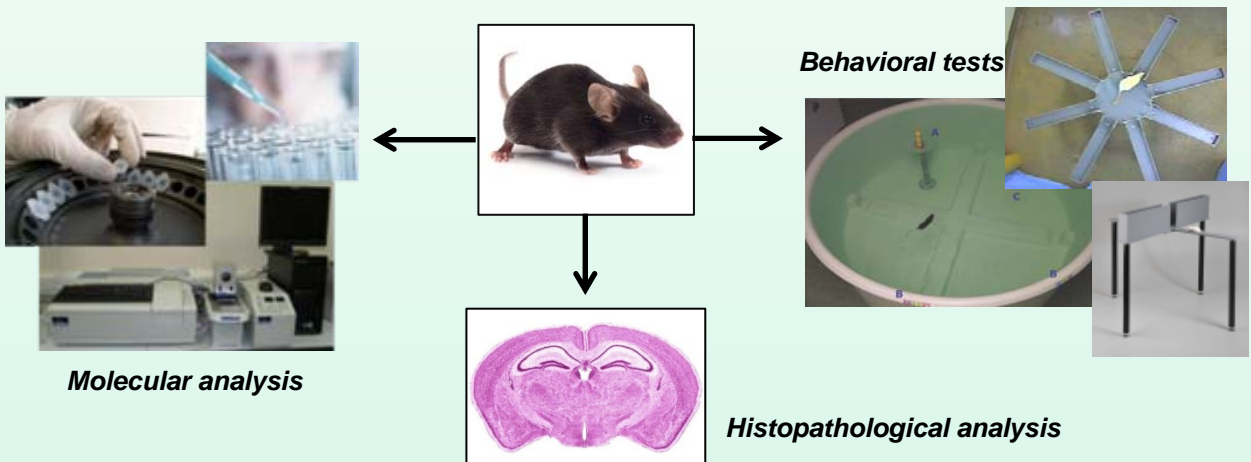 Behavioral tests
A
C
B
B
Molecular analysis
Histopathological analysis